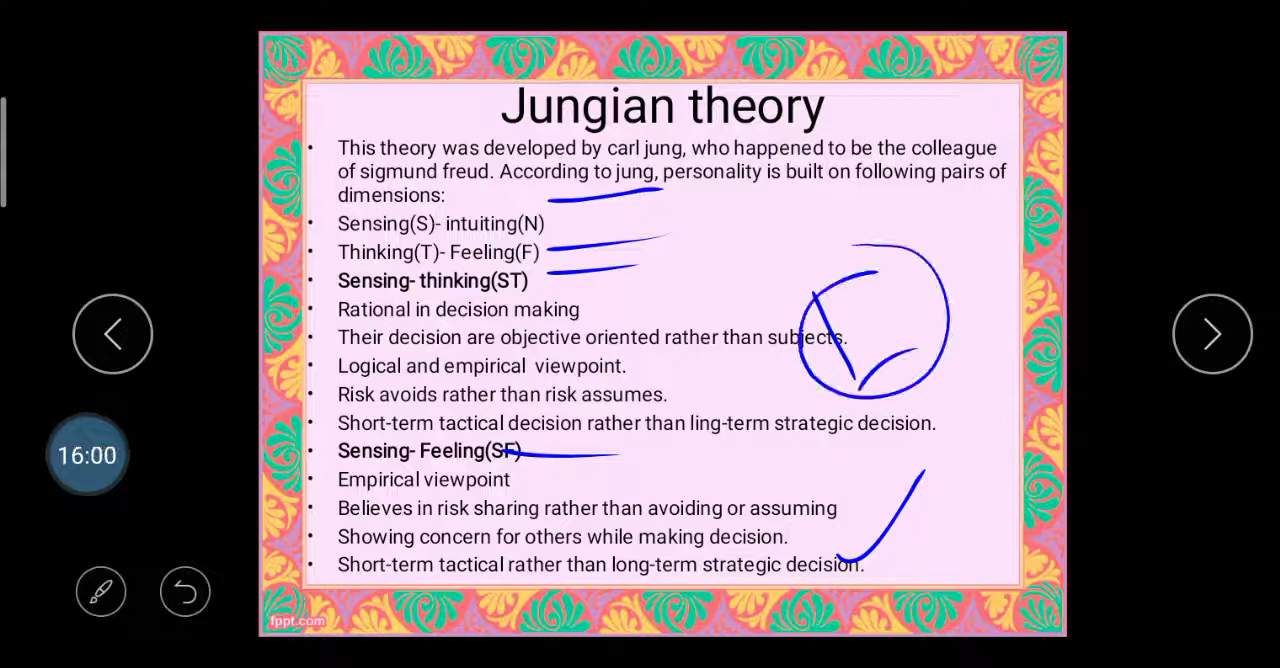 Jungian theory
• This theory was developed by carl jung, who happened to be the colleague
of sigmund freud. According to jung, personality is built on following pairs of
dimensions:
• Sensing(S)- intuiting(N)
• Thinking(T)- Feeling(F)
• Sensing- thinking(ST)
• Rational in decision making
• Their decision are objective oriented rather than subjects.
• Logical and empirical viewpoint.
• Risk avoids rather than risk assumes.
• Short-term tactical decision rather than ling-term strategic decision.
• Sensing- Feeling(SF)
• Empirical viewpoint
• Believes in risk sharing rather than avoiding or assuming
• Showing concern for others while making decision.
• Short-term tactical rather than long-term strategic decision.
16:00
fppt.com